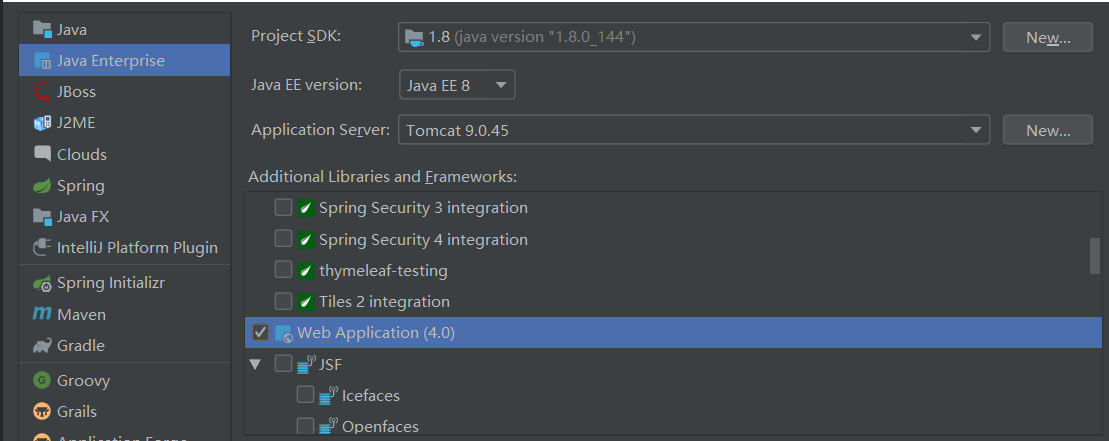 Java
Java Enterprise
JBoss
J2ME
Clouds
Spring
Java FX
IntelliJ Platform Plugin
Spring Initializr
Maven
Gradle
Groovy
Grails
Application Forge
Project SDK: 1.8 (java version "1.8.0_144") New...
Java EE version: Java EE 8
Application Server: Tomcat 9.0.45 New...
Additional Libraries and Frameworks:
Spring Security 3 integration
Spring Security 4 integration
thymeleaf-testing
Tiles 2 integration
Web Application (4.0)
JSF
Icefaces
Openfaces